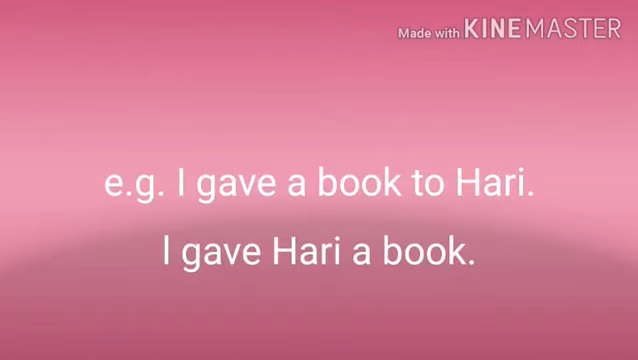 Made with KINEMASTER
e.g. I gave a book to Hari.
I gave Hari a book.